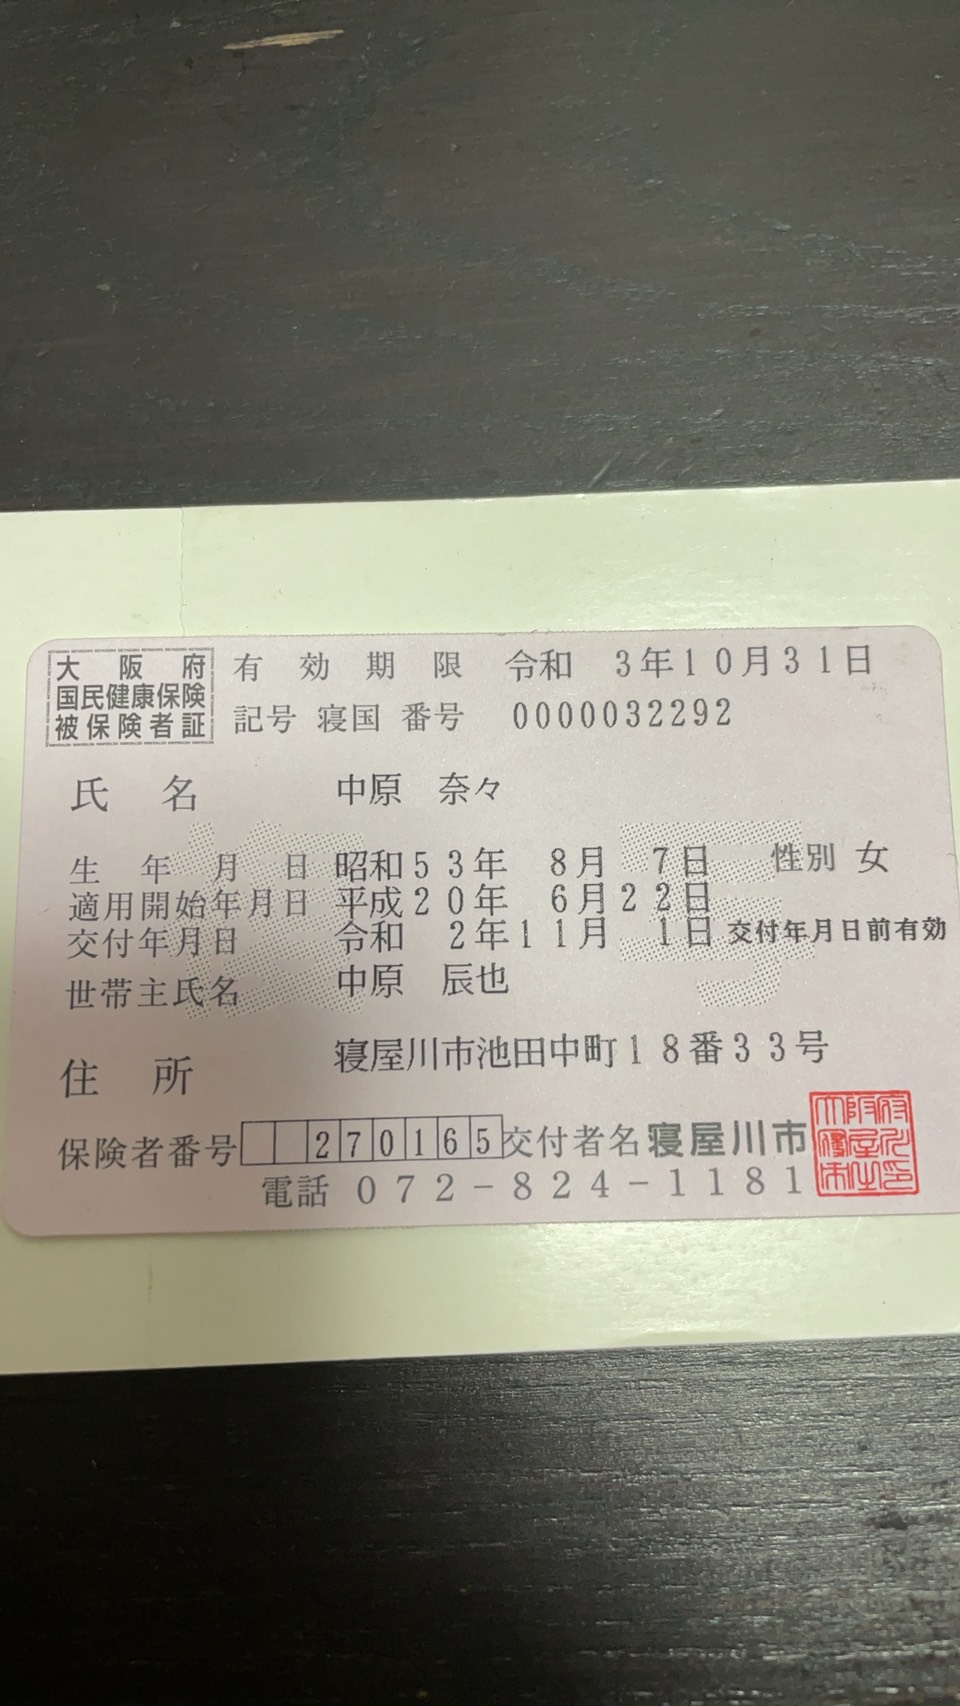 大阪府
国民健康保険
被保険者証
有効期限 令和 3年10月31日
記号 寝国 番号 0000032292
氏名 中原 奈々
生年月日 昭和53年 8月 7日 性別 女
適用開始年月日 平成20年 6月22日
交付年月日 令和 2年11月 1日 交付年月日前有効
世帯主氏名 中原 辰也
住所 寝屋川市池田中町18番33号
保険者番号 270165 交付者名 寝屋川市
電話 072-824-1181